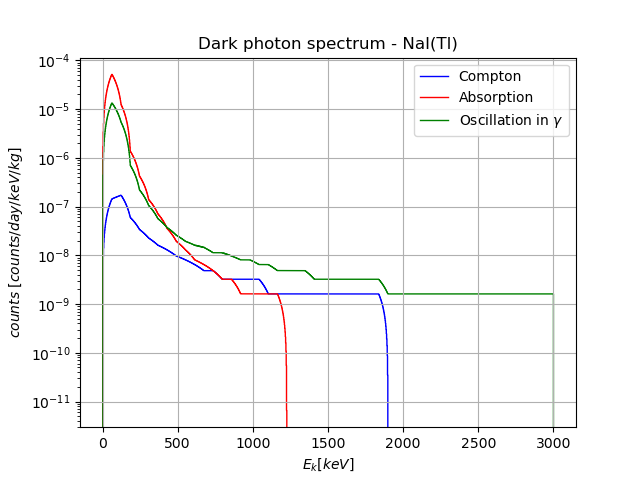 Dark photon spectrum - NaI(Tl)
Compton
Absorption
Oscillation in γ
counts [counts/day/keV/kg]
10⁻⁴
10⁻⁵
10⁻⁶
10⁻⁷
10⁻⁸
10⁻⁹
10⁻¹⁰
10⁻¹¹
0 500 1000 1500 2000 2500 3000
Eₖ[keV]